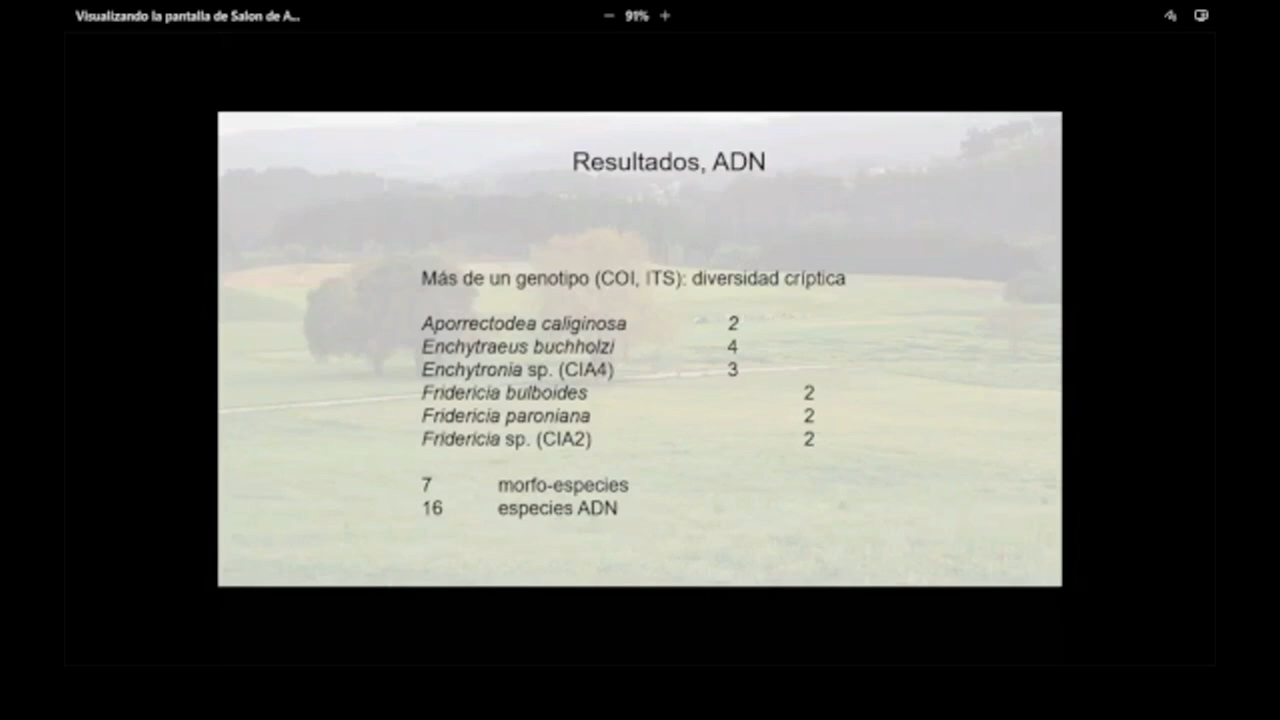 Visualizando la pantalla de Salon de A...
91%
Resultados, ADN
Más de un genotipo (COI, ITS): diversidad críptica
Aporrectodea caliginosa 2
Enchytraeus buchholzi 4
Enchytronia sp. (CIA4) 3
Fridericia bulboides 2
Fridericia paroniana 2
Fridericia sp. (CIA2) 2
7 morfo-especies
16 especies ADN